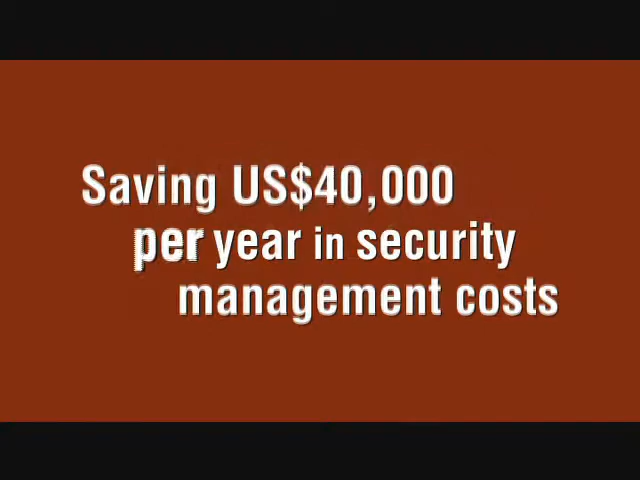 Saving US$40,000
per year in security
management costs